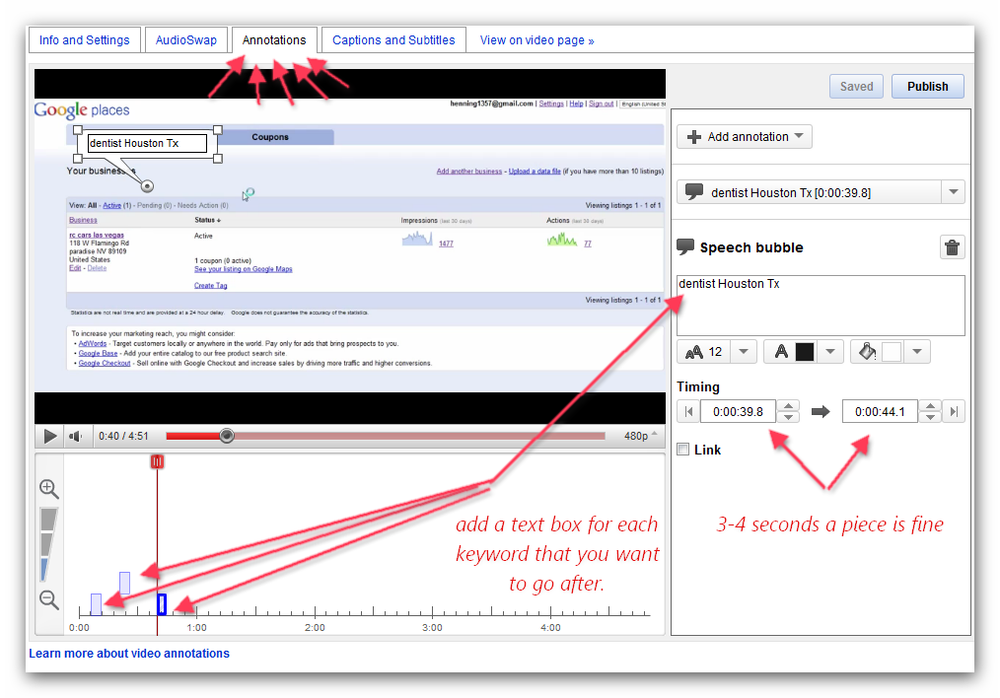 Info and Settings AudioSwap Annotations Captions and Subtitles View on video page »
Saved Publish
Google places
henning1357@gmail.com | Settings | Help | Sign out | English (United St
dentist Houston Tx
Coupons
Your business
Add another business - Upload a data file (if you have more than 10 listings)
View: All - Active (1) - Pending (0) - Needs Action (0) Viewing listings 1 - 1 of 1
Business Status Impressions (last 30 days) Actions (last 30 days)
rc cars las vegas Active 1477 77
118 W Flamingo Rd
paradise NV 89109
United States 1 coupon (0 active)
Edit - Delete See your listing on Google Maps
Create Tag
Viewing listings 1 - 1 of 1
Statistics are not real time and are provided at a 24 hour delay. Google does not guarantee the accuracy of the statistics.
To increase your marketing reach, you might consider:
• AdWords - Target customers locally or anywhere in the world. Pay only for ads that bring prospects to you.
• Google Base - Add your entire catalog to our free product search site.
• Google Checkout - Sell online with Google Checkout and increase sales by driving more traffic and higher conversions.
0:40 / 4:51 480p
Add annotation
dentist Houston Tx [0:00:39.8]
Speech bubble
dentist Houston Tx
12 A
Timing
0:00:39.8 0:00:44.1
Link
add a text box for each
keyword that you want
to go after.
3-4 seconds a piece is fine
0:00 1:00 2:00 3:00 4:00
Learn more about video annotations